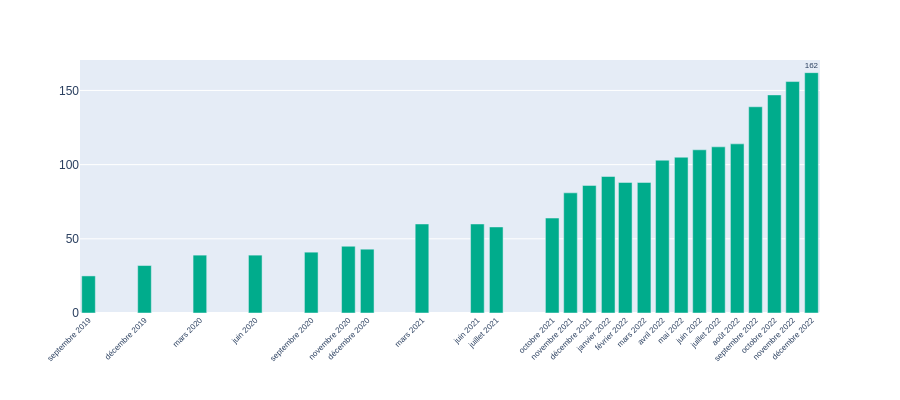 162
150
100
50
0
septembre 2019
décembre 2019
mars 2020
juin 2020
septembre 2020
novembre 2020
décembre 2020
mars 2021
juin 2021
juillet 2021
octobre 2021
novembre 2021
décembre 2021
janvier 2022
février 2022
mars 2022
avril 2022
mai 2022
juin 2022
juillet 2022
août 2022
septembre 2022
octobre 2022
novembre 2022
décembre 2022